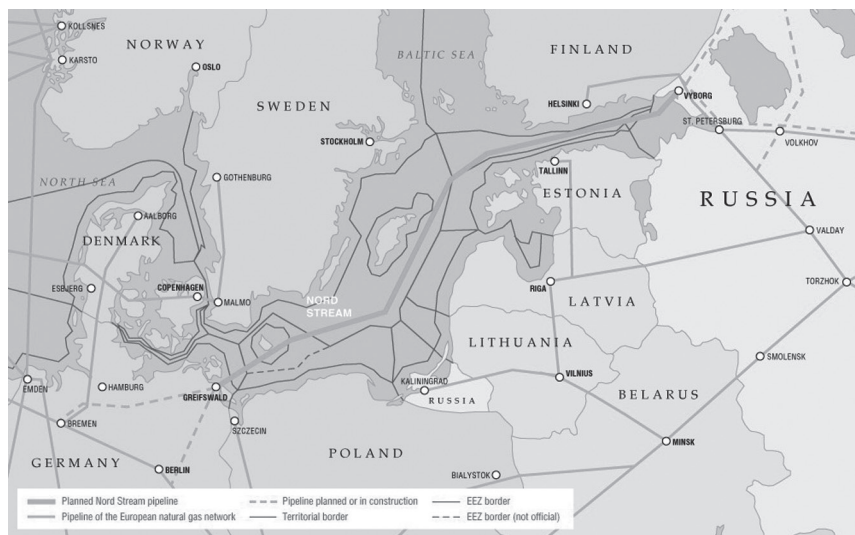 KOLLSNES
NORWAY
BALTIC SEA
FINLAND
KARSTO
OSLO
VYBORG
HELSINKI
SWEDEN
ST. PETERSBURG
STOCKHOLM
VOLKHOV
NORTH SEA
GOTHENBURG
TALLINN
ESTONIA
RUSSIA
AALBORG
DENMARK
VALDAY
ESBJERG
COPENHAGEN
MALMO
NORD
STREAM
RIGA
LATVIA
TORZHOK
LITHUANIA
SMOLENSK
EMDEN
HAMBURG
GREIFSWALD
KALININGRAD
VILNIUS
RUSSIA
BELARUS
BREMEN
SZCZECIN
MINSK
GERMANY
BERLIN
POLAND
BIALYSTOK
Planned Nord Stream pipeline
Pipeline planned or in construction
EEZ border
Pipeline of the European natural gas network
Territorial border
EEZ border (not official)